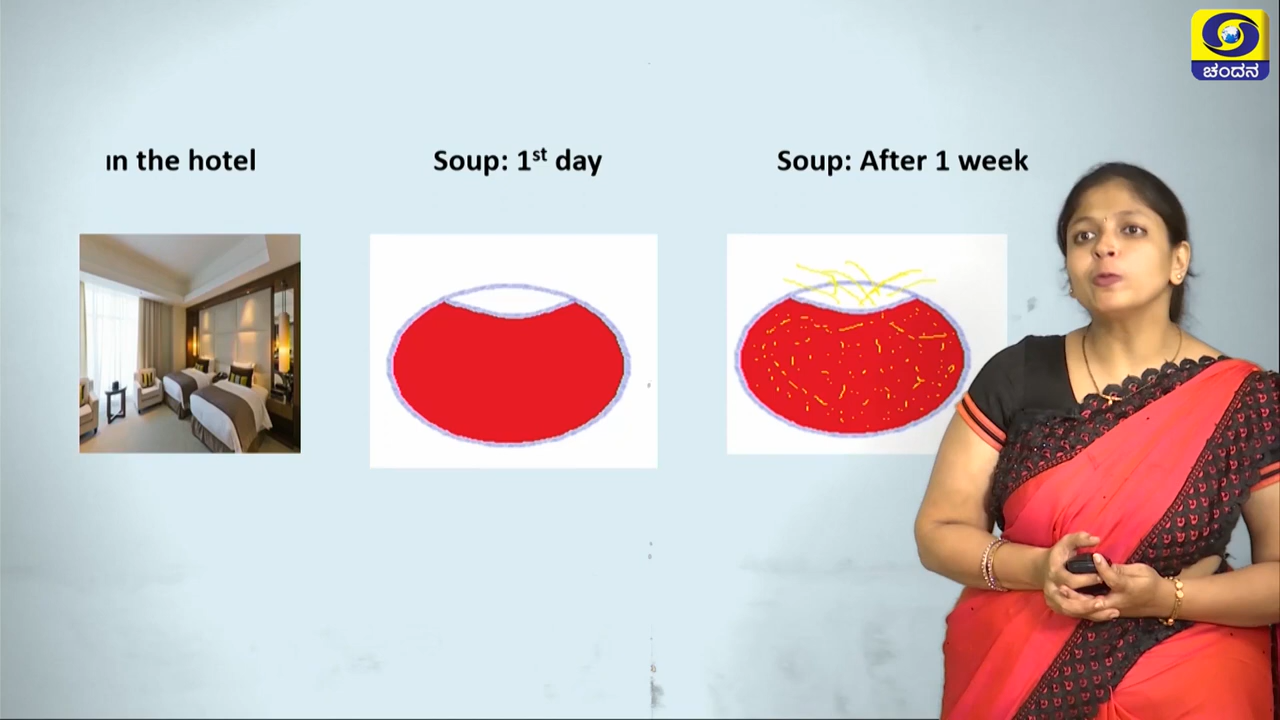 in the hotel
Soup: 1st day
Soup: After 1 week
ಚಂದನ